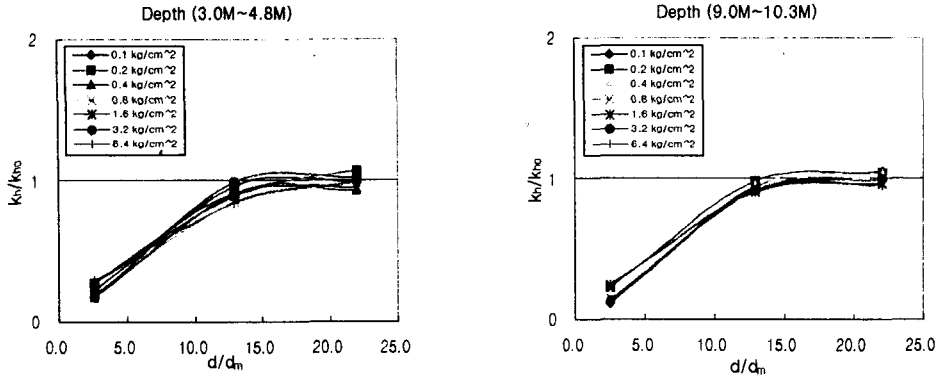 Depth (3.0M~4.8M)
2
0.1 kg/cm^2
0.2 kg/cm^2
0.4 kg/cm^2
0.8 kg/cm^2
1.6 kg/cm^2
3.2 kg/cm^2
6.4 kg/cm^2
kh/kho
1
0
0.0 5.0 10.0 15.0 20.0 25.0
d/dm
Depth (9.0M~10.3M)
2
0.1 kg/cm^2
0.2 kg/cm^2
0.4 kg/cm^2
0.8 kg/cm^2
1.6 kg/cm^2
3.2 kg/cm^2
6.4 kg/cm^2
kh/kho
1
0
0.0 5.0 10.0 15.0 20.0 25.0
d/dm